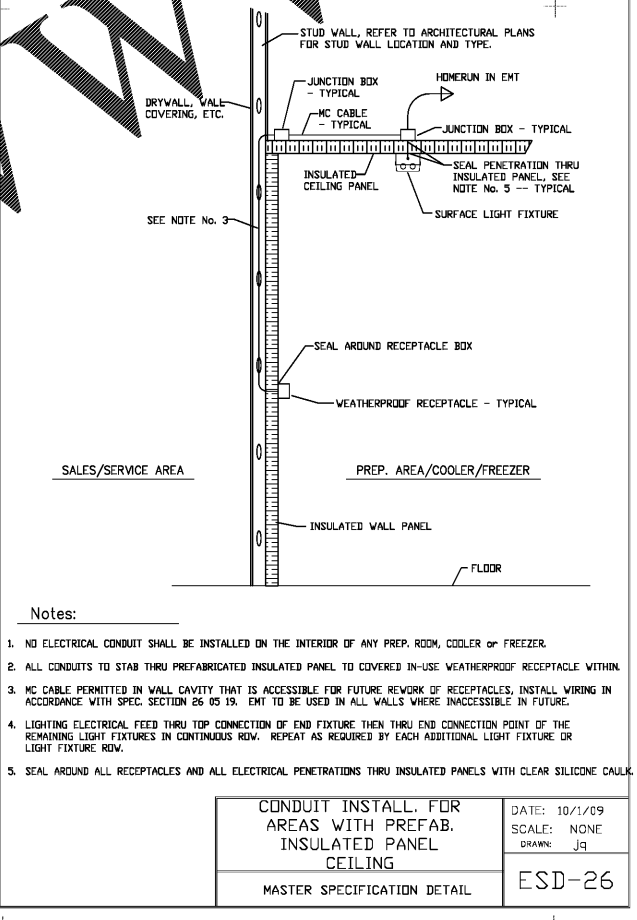 STUD WALL, REFER TO ARCHITECTURAL PLANS
FOR STUD WALL LOCATION AND TYPE.
JUNCTION BOX
- TYPICAL
HOMERUN IN EMT
DRYWALL, WALL
COVERING, ETC.
MC CABLE
- TYPICAL
JUNCTION BOX - TYPICAL
INSULATED
CEILING PANEL
SEAL PENETRATION THRU
INSULATED PANEL, SEE
NOTE No. 5 -- TYPICAL
SURFACE LIGHT FIXTURE
SEE NOTE No. 3
SEAL AROUND RECEPTACLE BOX
WEATHERPROOF RECEPTACLE - TYPICAL
SALES/SERVICE AREA
PREP. AREA/COOLER/FREEZER
INSULATED WALL PANEL
FLOOR
Notes:
1. NO ELECTRICAL CONDUIT SHALL BE INSTALLED ON THE INTERIOR OF ANY PREP. ROOM, COOLER or FREEZER.
2. ALL CONDUITS TO STAB THRU PREFABRICATED INSULATED PANEL TO COVERED IN-USE WEATHERPROOF RECEPTACLE WITHIN.
3. MC CABLE PERMITTED IN WALL CAVITY THAT IS ACCESSIBLE FOR FUTURE REWORK OF RECEPTACLES, INSTALL WIRING IN
ACCORDANCE WITH SPEC. SECTION 26 05 19. EMT TO BE USED IN ALL WALLS WHERE INACCESSIBLE IN FUTURE.
4. LIGHTING ELECTRICAL FEED THRU TOP CONNECTION OF END FIXTURE THEN THRU END CONNECTION POINT OF THE
REMAINING LIGHT FIXTURES IN CONTINUOUS ROW. REPEAT AS REQUIRED BY EACH ADDITIONAL LIGHT FIXTURE OR
LIGHT FIXTURE ROW.
5. SEAL AROUND ALL RECEPTACLES AND ALL ELECTRICAL PENETRATIONS THRU INSULATED PANELS WITH CLEAR SILICONE CAULK.
CONDUIT INSTALL. FOR
AREAS WITH PREFAB.
INSULATED PANEL
CEILING
MASTER SPECIFICATION DETAIL
DATE: 10/1/09
SCALE: NONE
DRAWN: Jq
ESD-26